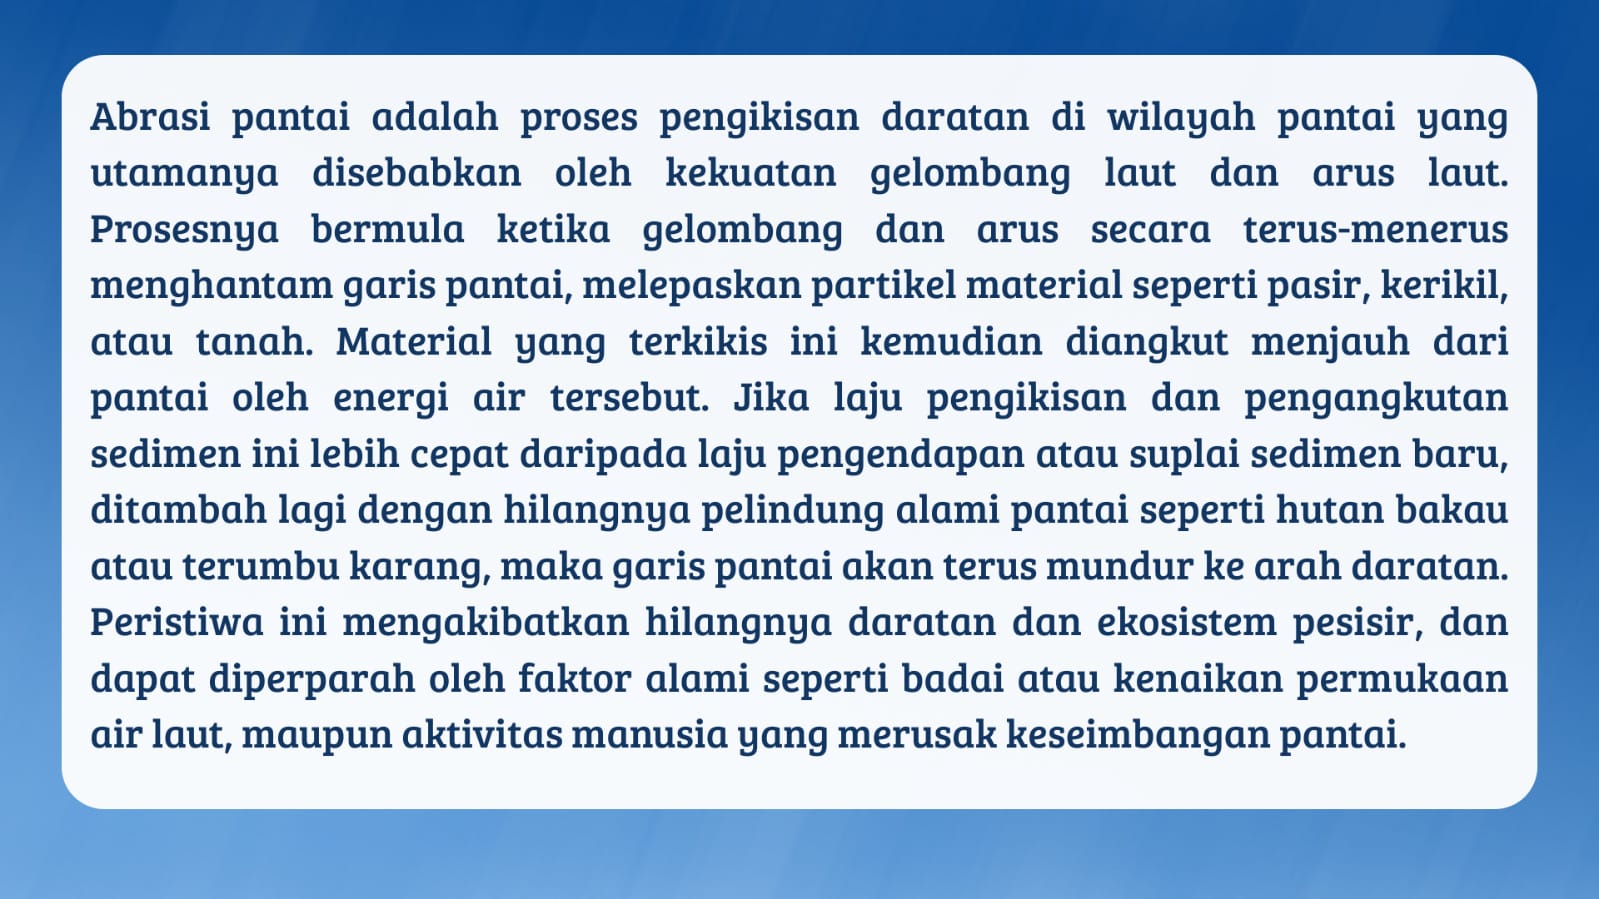 Abrasi pantai adalah proses pengikisan daratan di wilayah pantai yang
utamanya disebabkan oleh kekuatan gelombang laut dan arus laut.
Prosesnya bermula ketika gelombang dan arus secara terus-menerus
menghantam garis pantai, melepaskan partikel material seperti pasir, kerikil,
atau tanah. Material yang terkikis ini kemudian diangkut menjauh dari
pantai oleh energi air tersebut. Jika laju pengikisan dan pengangkutan
sedimen ini lebih cepat daripada laju pengendapan atau suplai sedimen baru,
ditambah lagi dengan hilangnya pelindung alami pantai seperti hutan bakau
atau terumbu karang, maka garis pantai akan terus mundur ke arah daratan.
Peristiwa ini mengakibatkan hilangnya daratan dan ekosistem pesisir, dan
dapat diperparah oleh faktor alami seperti badai atau kenaikan permukaan
air laut, maupun aktivitas manusia yang merusak keseimbangan pantai.